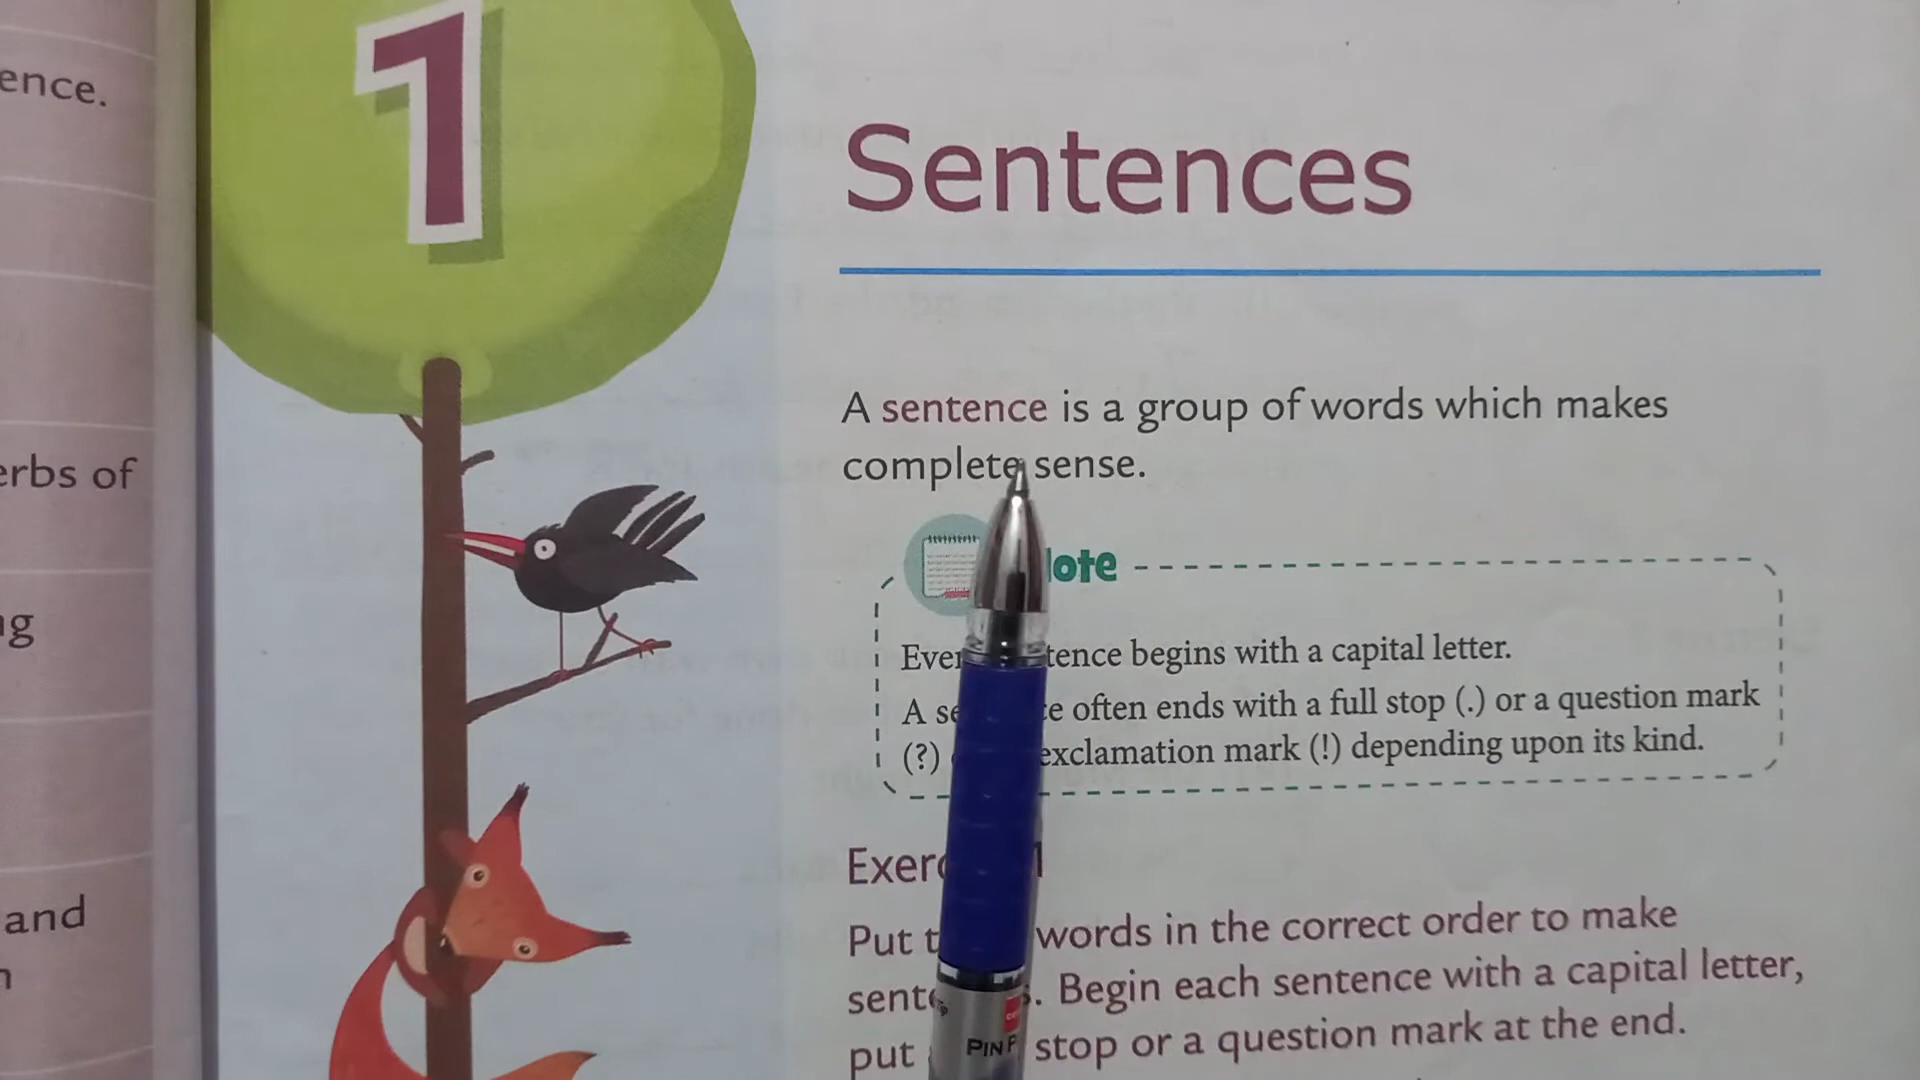 1
Sentences
A sentence is a group of words which makes
complete sense.
ote
Ever tence begins with a capital letter.
A se e often ends with a full stop (.) or a question mark
(?) exclamation mark (!) depending upon its kind.
Exerc 1
Put t words in the correct order to make
sente s. Begin each sentence with a capital letter,
put stop or a question mark at the end.
ence.
erbs of
and
PIN